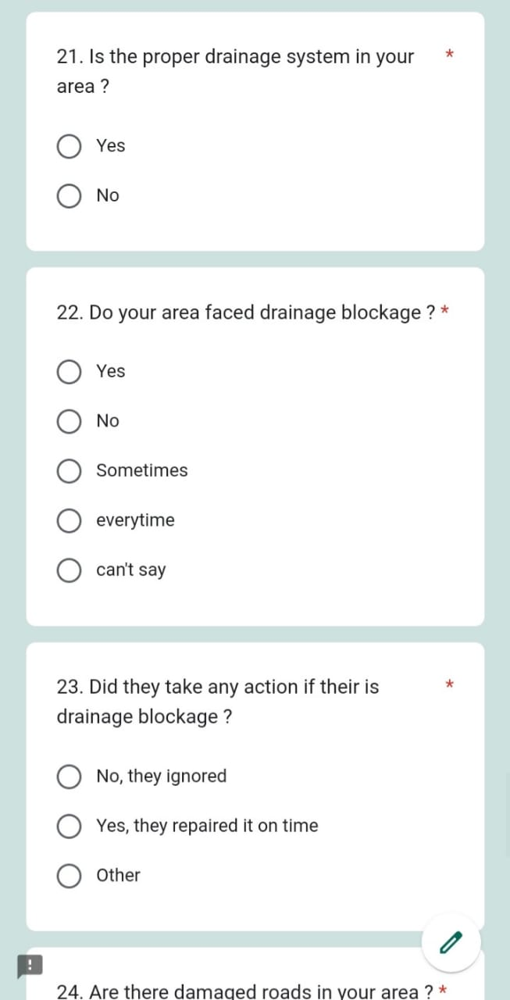 21. Is the proper drainage system in your *
area ?
Yes
No
22. Do your area faced drainage blockage ? *
Yes
No
Sometimes
everytime
can't say
23. Did they take any action if their is *
drainage blockage ?
No, they ignored
Yes, they repaired it on time
Other
24. Are there damaged roads in your area ? *